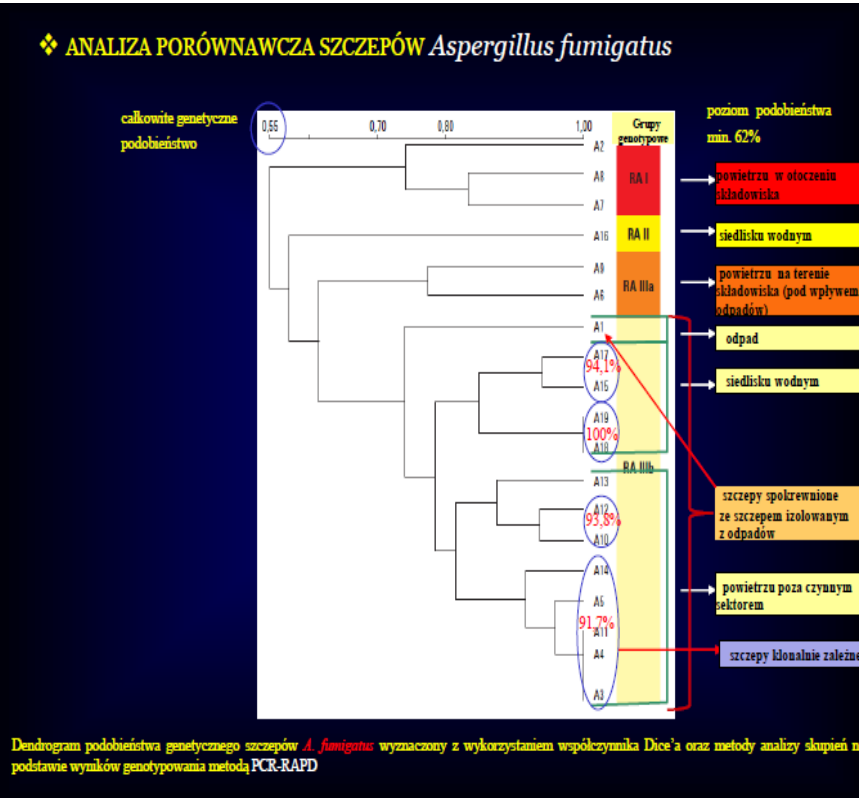 ❖ ANALIZA PORÓWNAWCZA SZCZEPÓW Aspergillus fumigatus
całkowite genetyczne
podobieństwo
0,55 0,70 0,80 1,00
Grupy
genotypowe
poziom podobieństwa
min. 62%
A2
A8
A7
RA I
powietrzu w otoczeniu
składowiska
A16
RA II
siedlisku wodnym
A9
A6
RA IIIa
powietrzu na terenie
składowiska (pod wpływem
odpadów)
A1
odpad
A17
94,1%
A15
siedlisku wodnym
A19
100%
A18
RA IIIb
A13
A12
93,8%
A10
szczepy spokrewnione
ze szczepem izolowanym
z odpadów
A14
A5
91,7%
A11
A4
A3
powietrzu poza czynnym
sektorem
szczepy klonalnie zależne
Dendrogram podobieństwa genetycznego szczepów A. fumigatus wyznaczony z wykorzystaniem współczynnika Dice'a oraz metody analizy skupień n
podstawie wyników genotypowania metodą PCR-RAPD